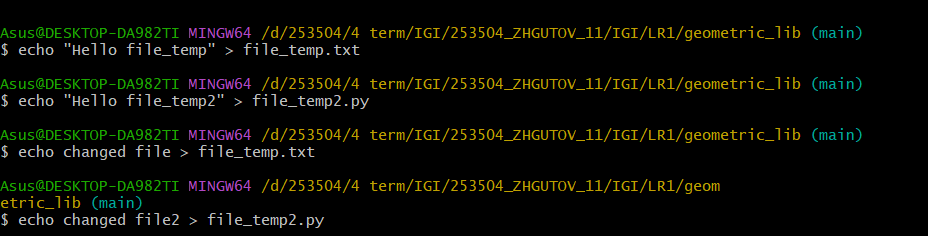 Asus@DESKTOP-DA982TI MINGW64 /d/253504/4 term/IGI/253504_ZHGUTOV_11/IGI/LR1/geometric_lib (main)
$ echo "Hello file_temp" > file_temp.txt
Asus@DESKTOP-DA982TI MINGW64 /d/253504/4 term/IGI/253504_ZHGUTOV_11/IGI/LR1/geometric_lib (main)
$ echo "Hello file_temp2" > file_temp2.py
Asus@DESKTOP-DA982TI MINGW64 /d/253504/4 term/IGI/253504_ZHGUTOV_11/IGI/LR1/geometric_lib (main)
$ echo changed file > file_temp.txt
Asus@DESKTOP-DA982TI MINGW64 /d/253504/4 term/IGI/253504_ZHGUTOV_11/IGI/LR1/geom
etric_lib (main)
$ echo changed file2 > file_temp2.py